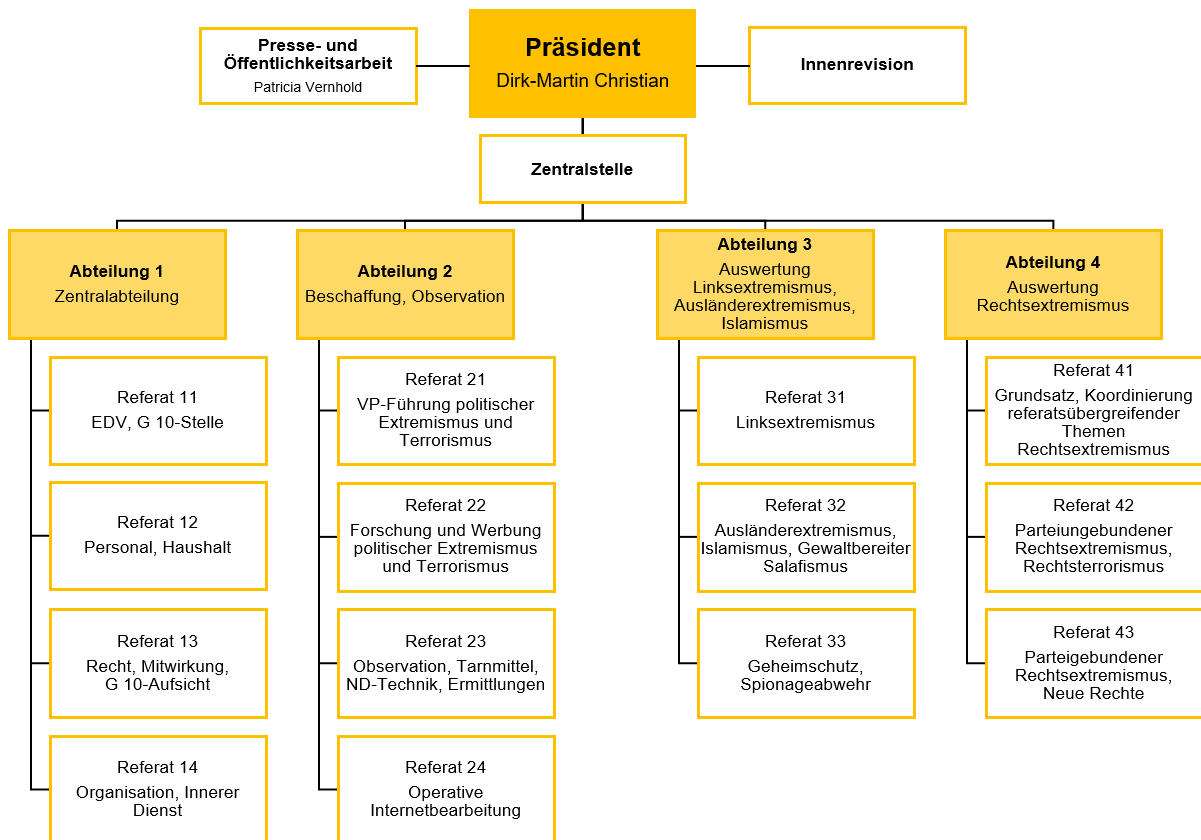 Presse- und
Öffentlichkeitsarbeit
Patricia Vernhold
Präsident
Dirk-Martin Christian
Innenrevision
Zentralstelle
Abteilung 1
Zentralabteilung
Abteilung 2
Beschaffung, Observation
Abteilung 3
Auswertung
Linksextremismus,
Ausländerextremismus,
Islamismus
Abteilung 4
Auswertung
Rechtsextremismus
Referat 11
EDV, G 10-Stelle
Referat 12
Personal, Haushalt
Referat 13
Recht, Mitwirkung,
G 10-Aufsicht
Referat 14
Organisation, Innerer
Dienst
Referat 21
VP-Führung politischer
Extremismus und
Terrorismus
Referat 22
Forschung und Werbung
politischer Extremismus
und Terrorismus
Referat 23
Observation, Tarnmittel,
ND-Technik, Ermittlungen
Referat 24
Operative
Internetbearbeitung
Referat 31
Linksextremismus
Referat 32
Ausländerextremismus,
Islamismus, Gewaltbereiter
Salafismus
Referat 33
Geheimschutz,
Spionageabwehr
Referat 41
Grundsatz, Koordinierung
referatsübergreifender
Themen
Rechtsextremismus
Referat 42
Parteiungebundener
Rechtsextremismus,
Rechtsterrorismus
Referat 43
Parteigebundener
Rechtsextremismus,
Neue Rechte